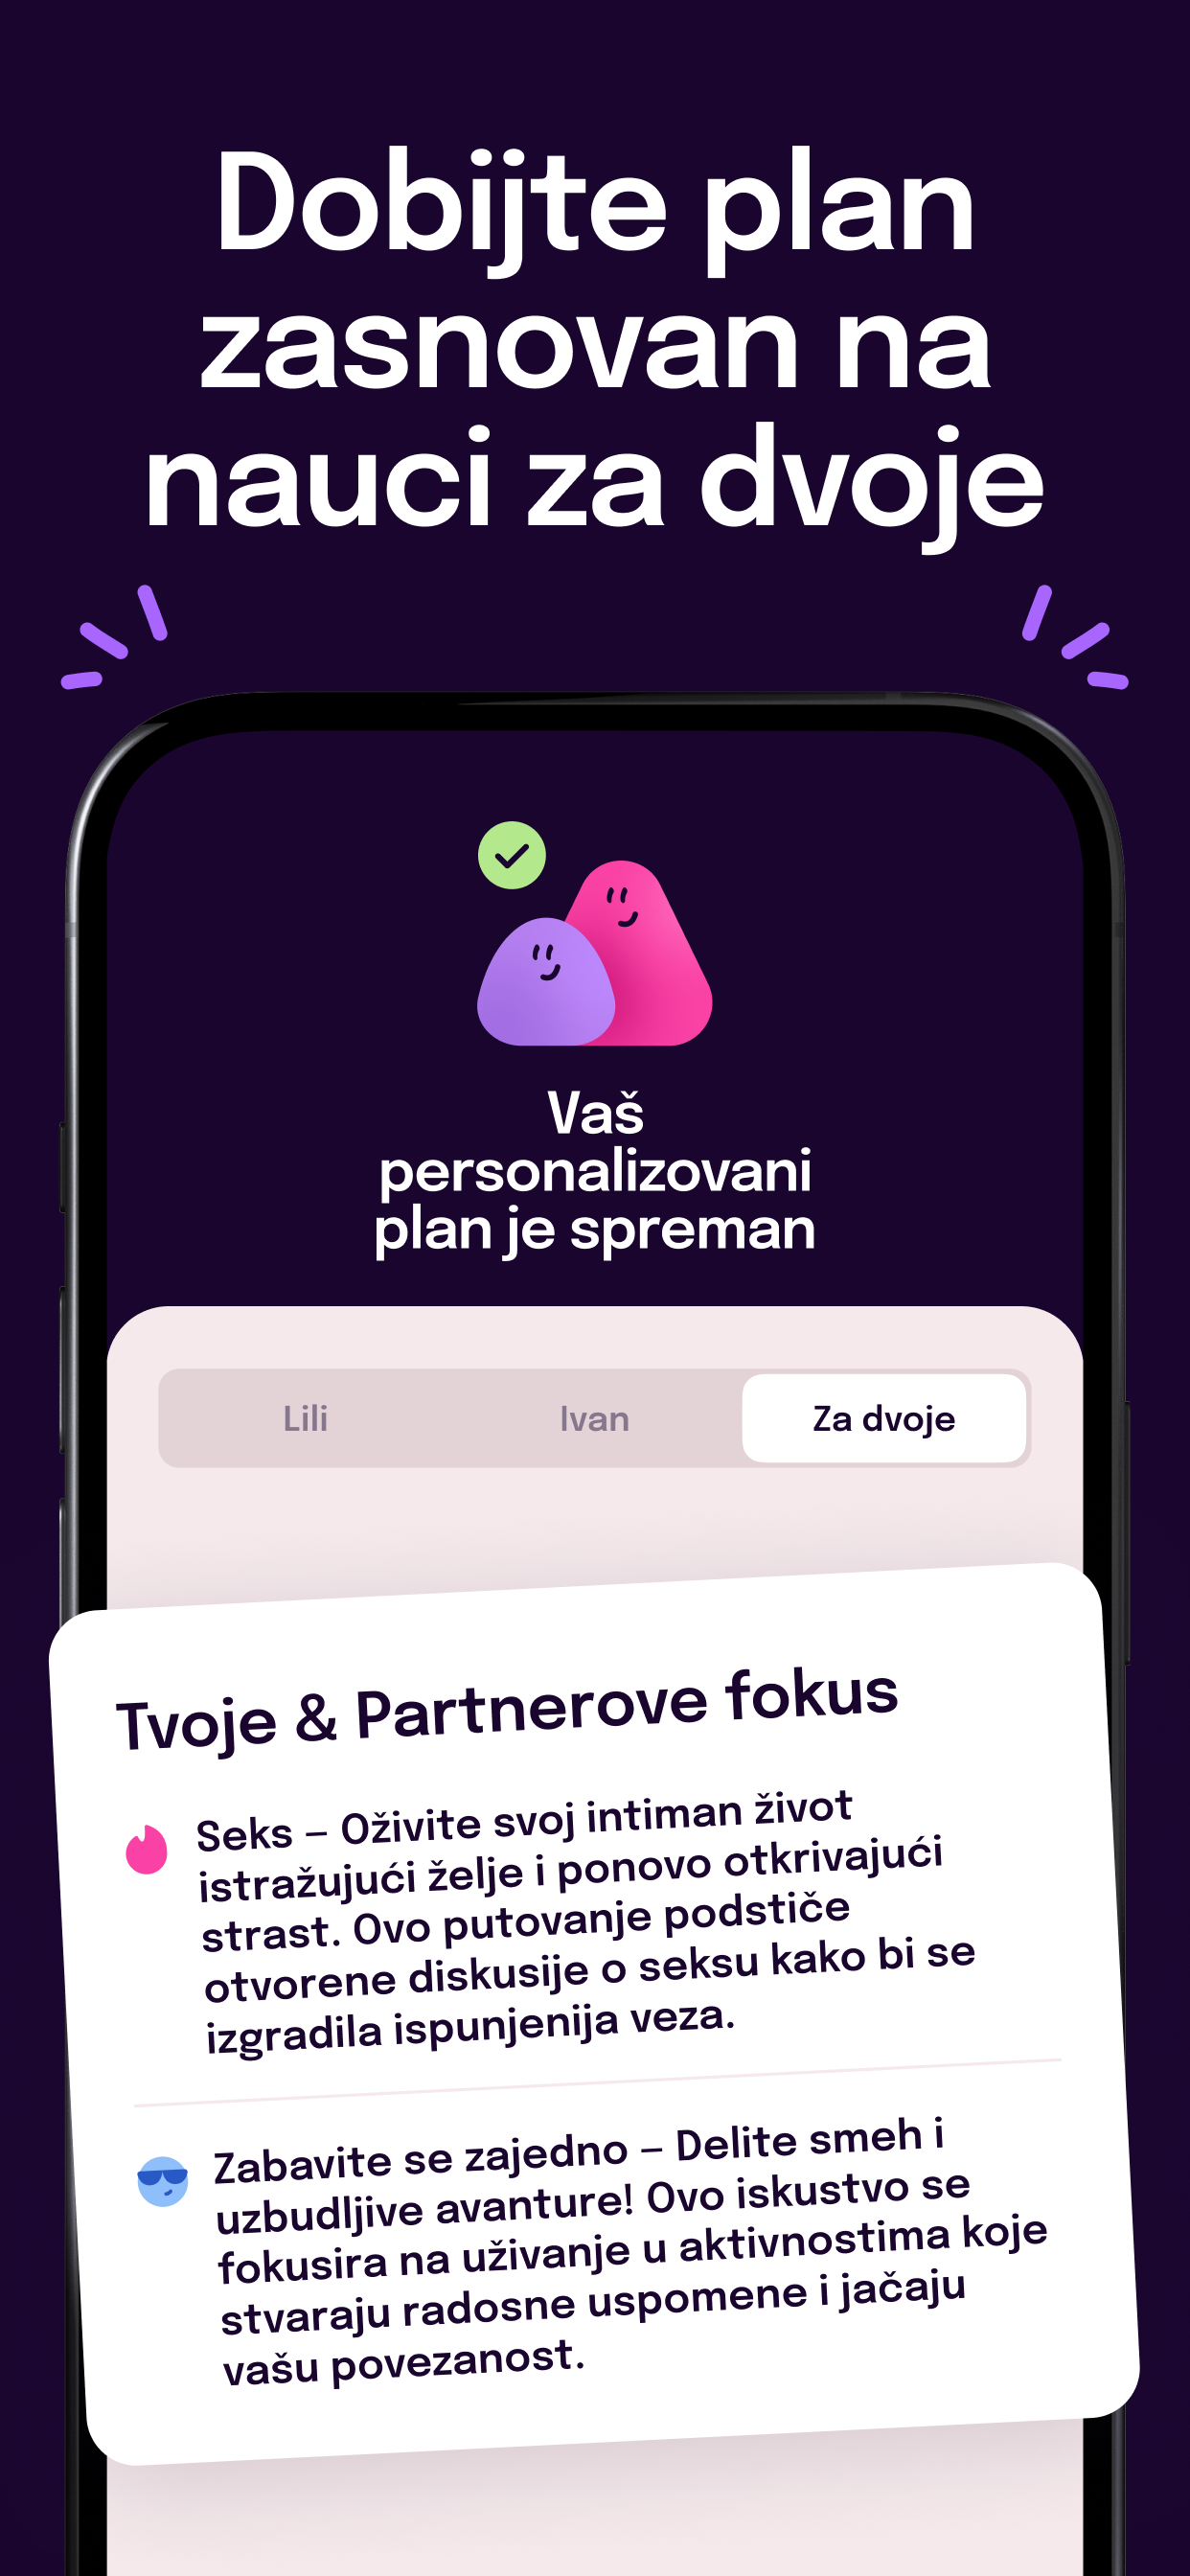 Dobijte plan
zasnovan na
nauci za dvoje
Vaš
personalizovani
plan je spreman
Lili
Ivan
Za dvoje
Tvoje & Partnerove fokus
Seks – Oživite svoj intiman život
istražujući želje i ponovo otkrivajući
strast. Ovo putovanje podstiče
otvorene diskusije o seksu kako bi se
izgradila ispunjenija veza.
Zabavite se zajedno – Delite smeh i
uzbudljive avanture! Ovo iskustvo se
fokusira na uživanje u aktivnostima koje
stvaraju radosne uspomene i jačaju
vašu povezanost.